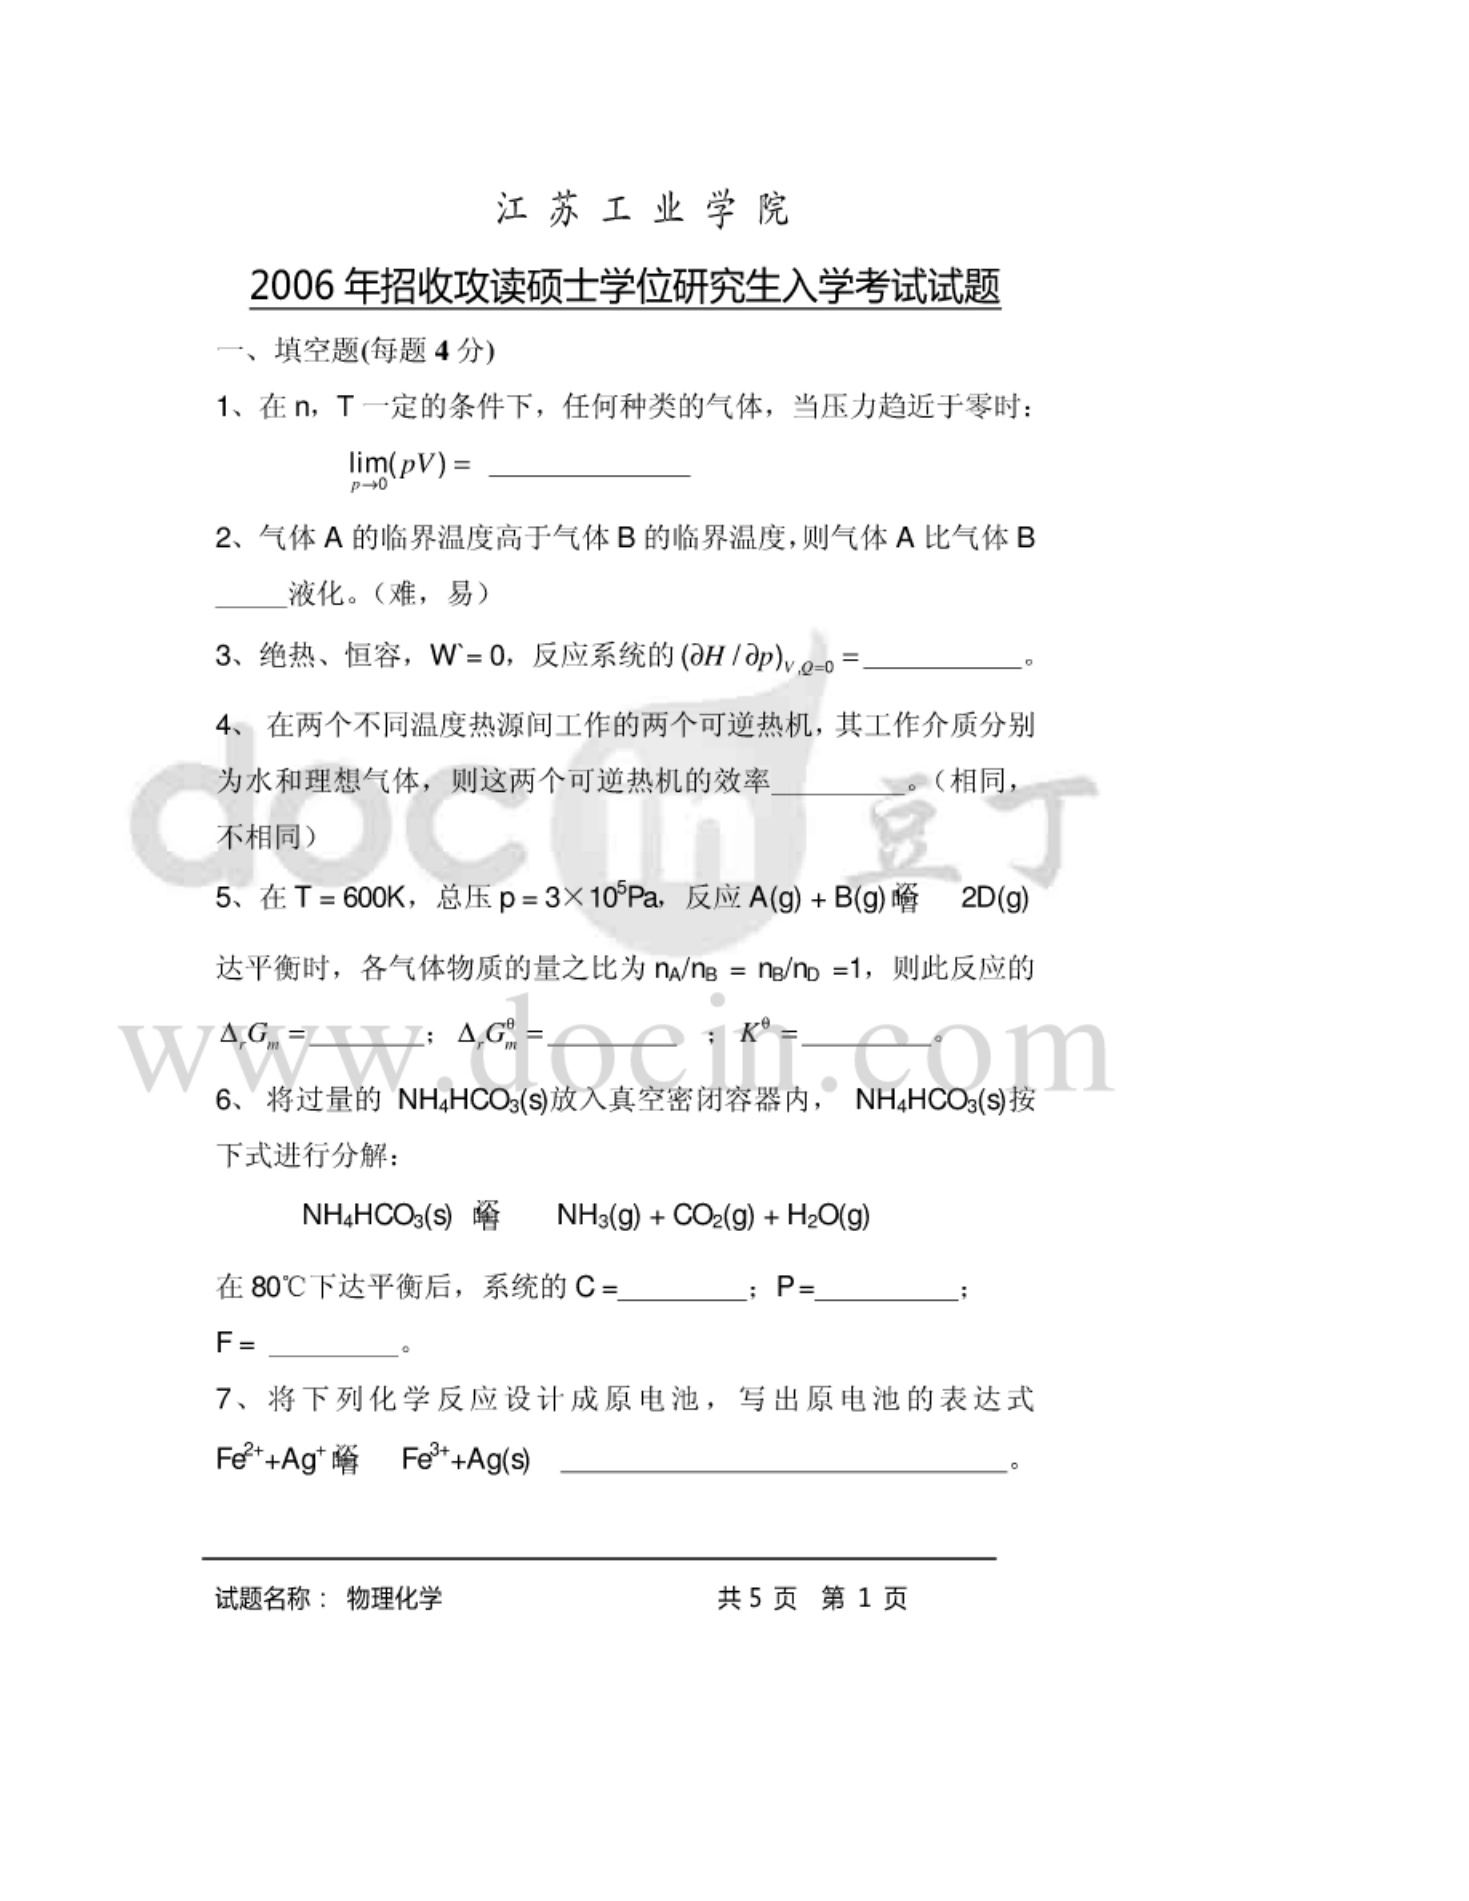 江苏工业学院
2006 年招收攻读硕士学位研究生入学考试试题
一、填空题(每题 4 分)
1、在 n，T 一定的条件下，任何种类的气体，当压力趋近于零时：
lim(pV) = ______________
p→0
2、气体 A 的临界温度高于气体 B 的临界温度，则气体 A 比气体 B
_____液化。（难，易）
3、绝热、恒容，W`= 0，反应系统的 (∂H / ∂p)V,Q=0 = ___________。
4、 在两个不同温度热源间工作的两个可逆热机，其工作介质分别
为水和理想气体，则这两个可逆热机的效率_________。（相同，
不相同）
5、在 T = 600K，总压 p = 3×10⁵Pa，反应 A(g) + B(g) 2D(g)
达平衡时，各气体物质的量之比为 nA/nB = nB/nD =1，则此反应的
ΔrGm = ________；ΔrGmθ = _________ ；Kθ = _________。
6、 将过量的 NH₄HCO₃(s)放入真空密闭容器内， NH₄HCO₃(s)按
下式进行分解：
NH₄HCO₃(s) NH₃(g) + CO₂(g) + H₂O(g)
在 80℃下达平衡后，系统的 C =_________；P=__________；
F = _________。
7、将下列化学反应设计成原电池，写出原电池的表达式
Fe²⁺+Ag⁺ Fe³⁺+Ag(s) _______________________________。
试题名称： 物理化学 共 5 页 第 1 页
docin 豆丁
www.docin.com